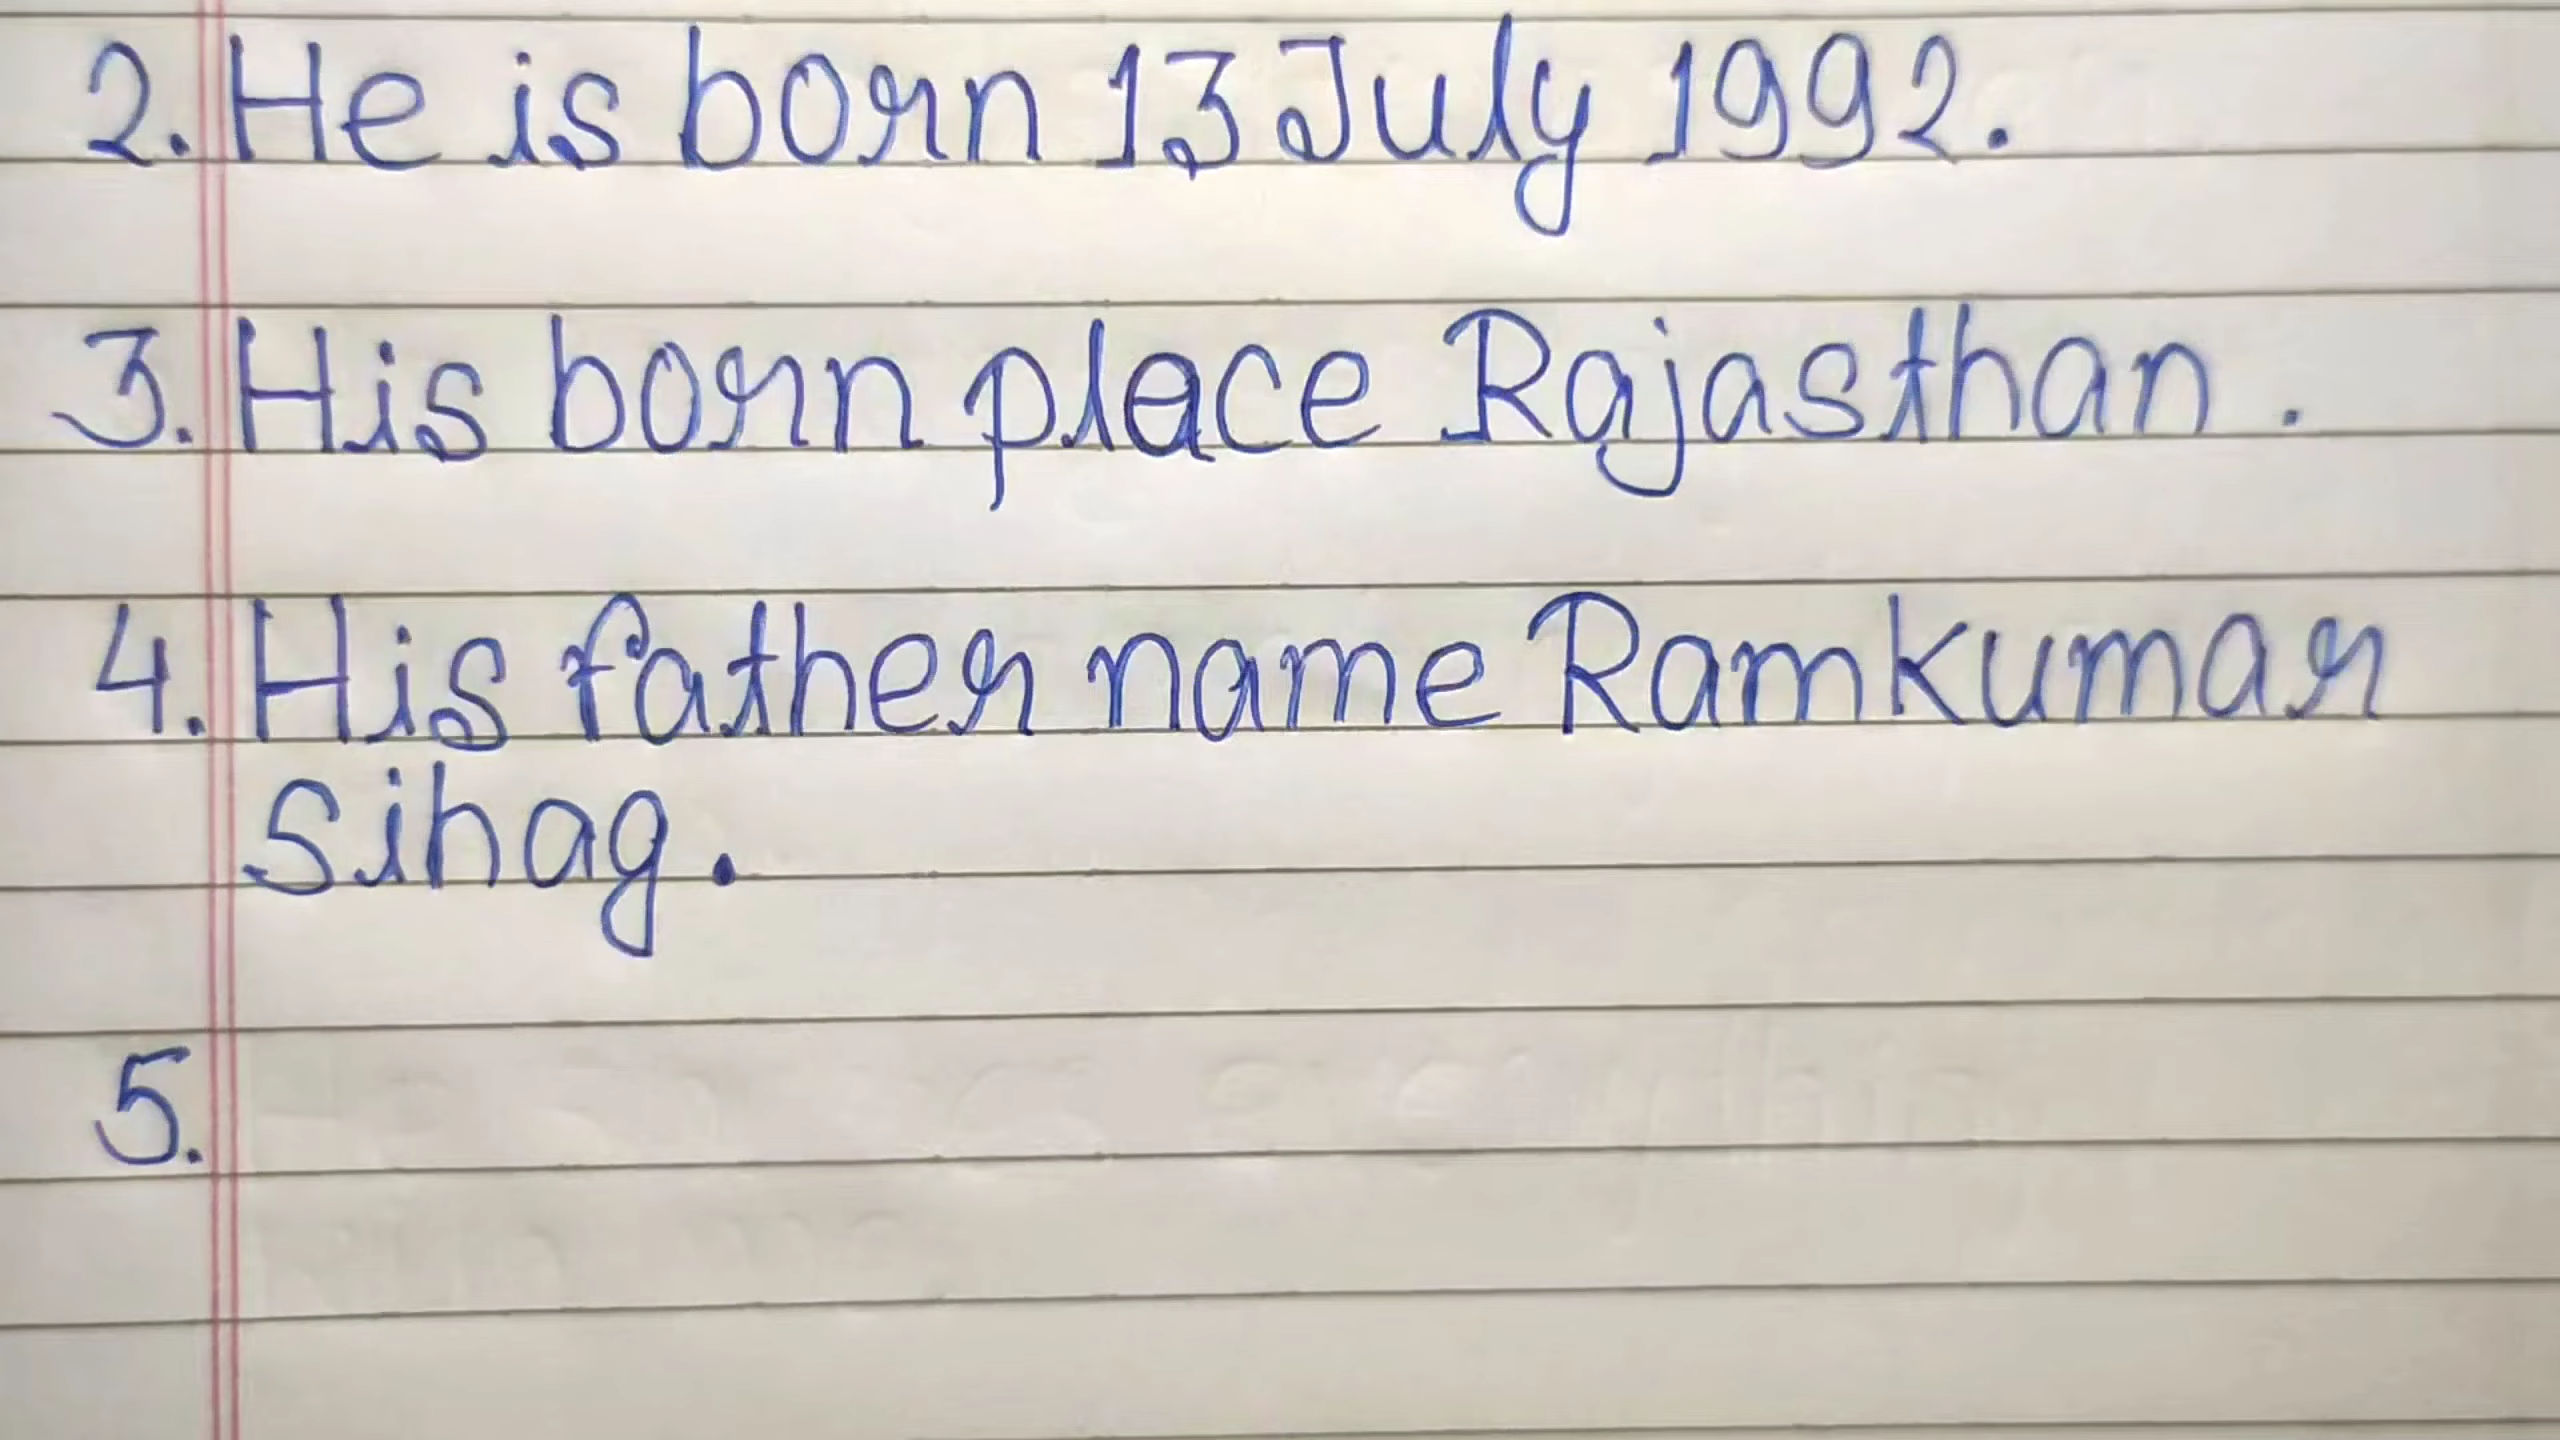 2. He is born 13 July 1992.
3. His born place Rajasthan.
4. His father name Ramkumar
Sihag.
5.